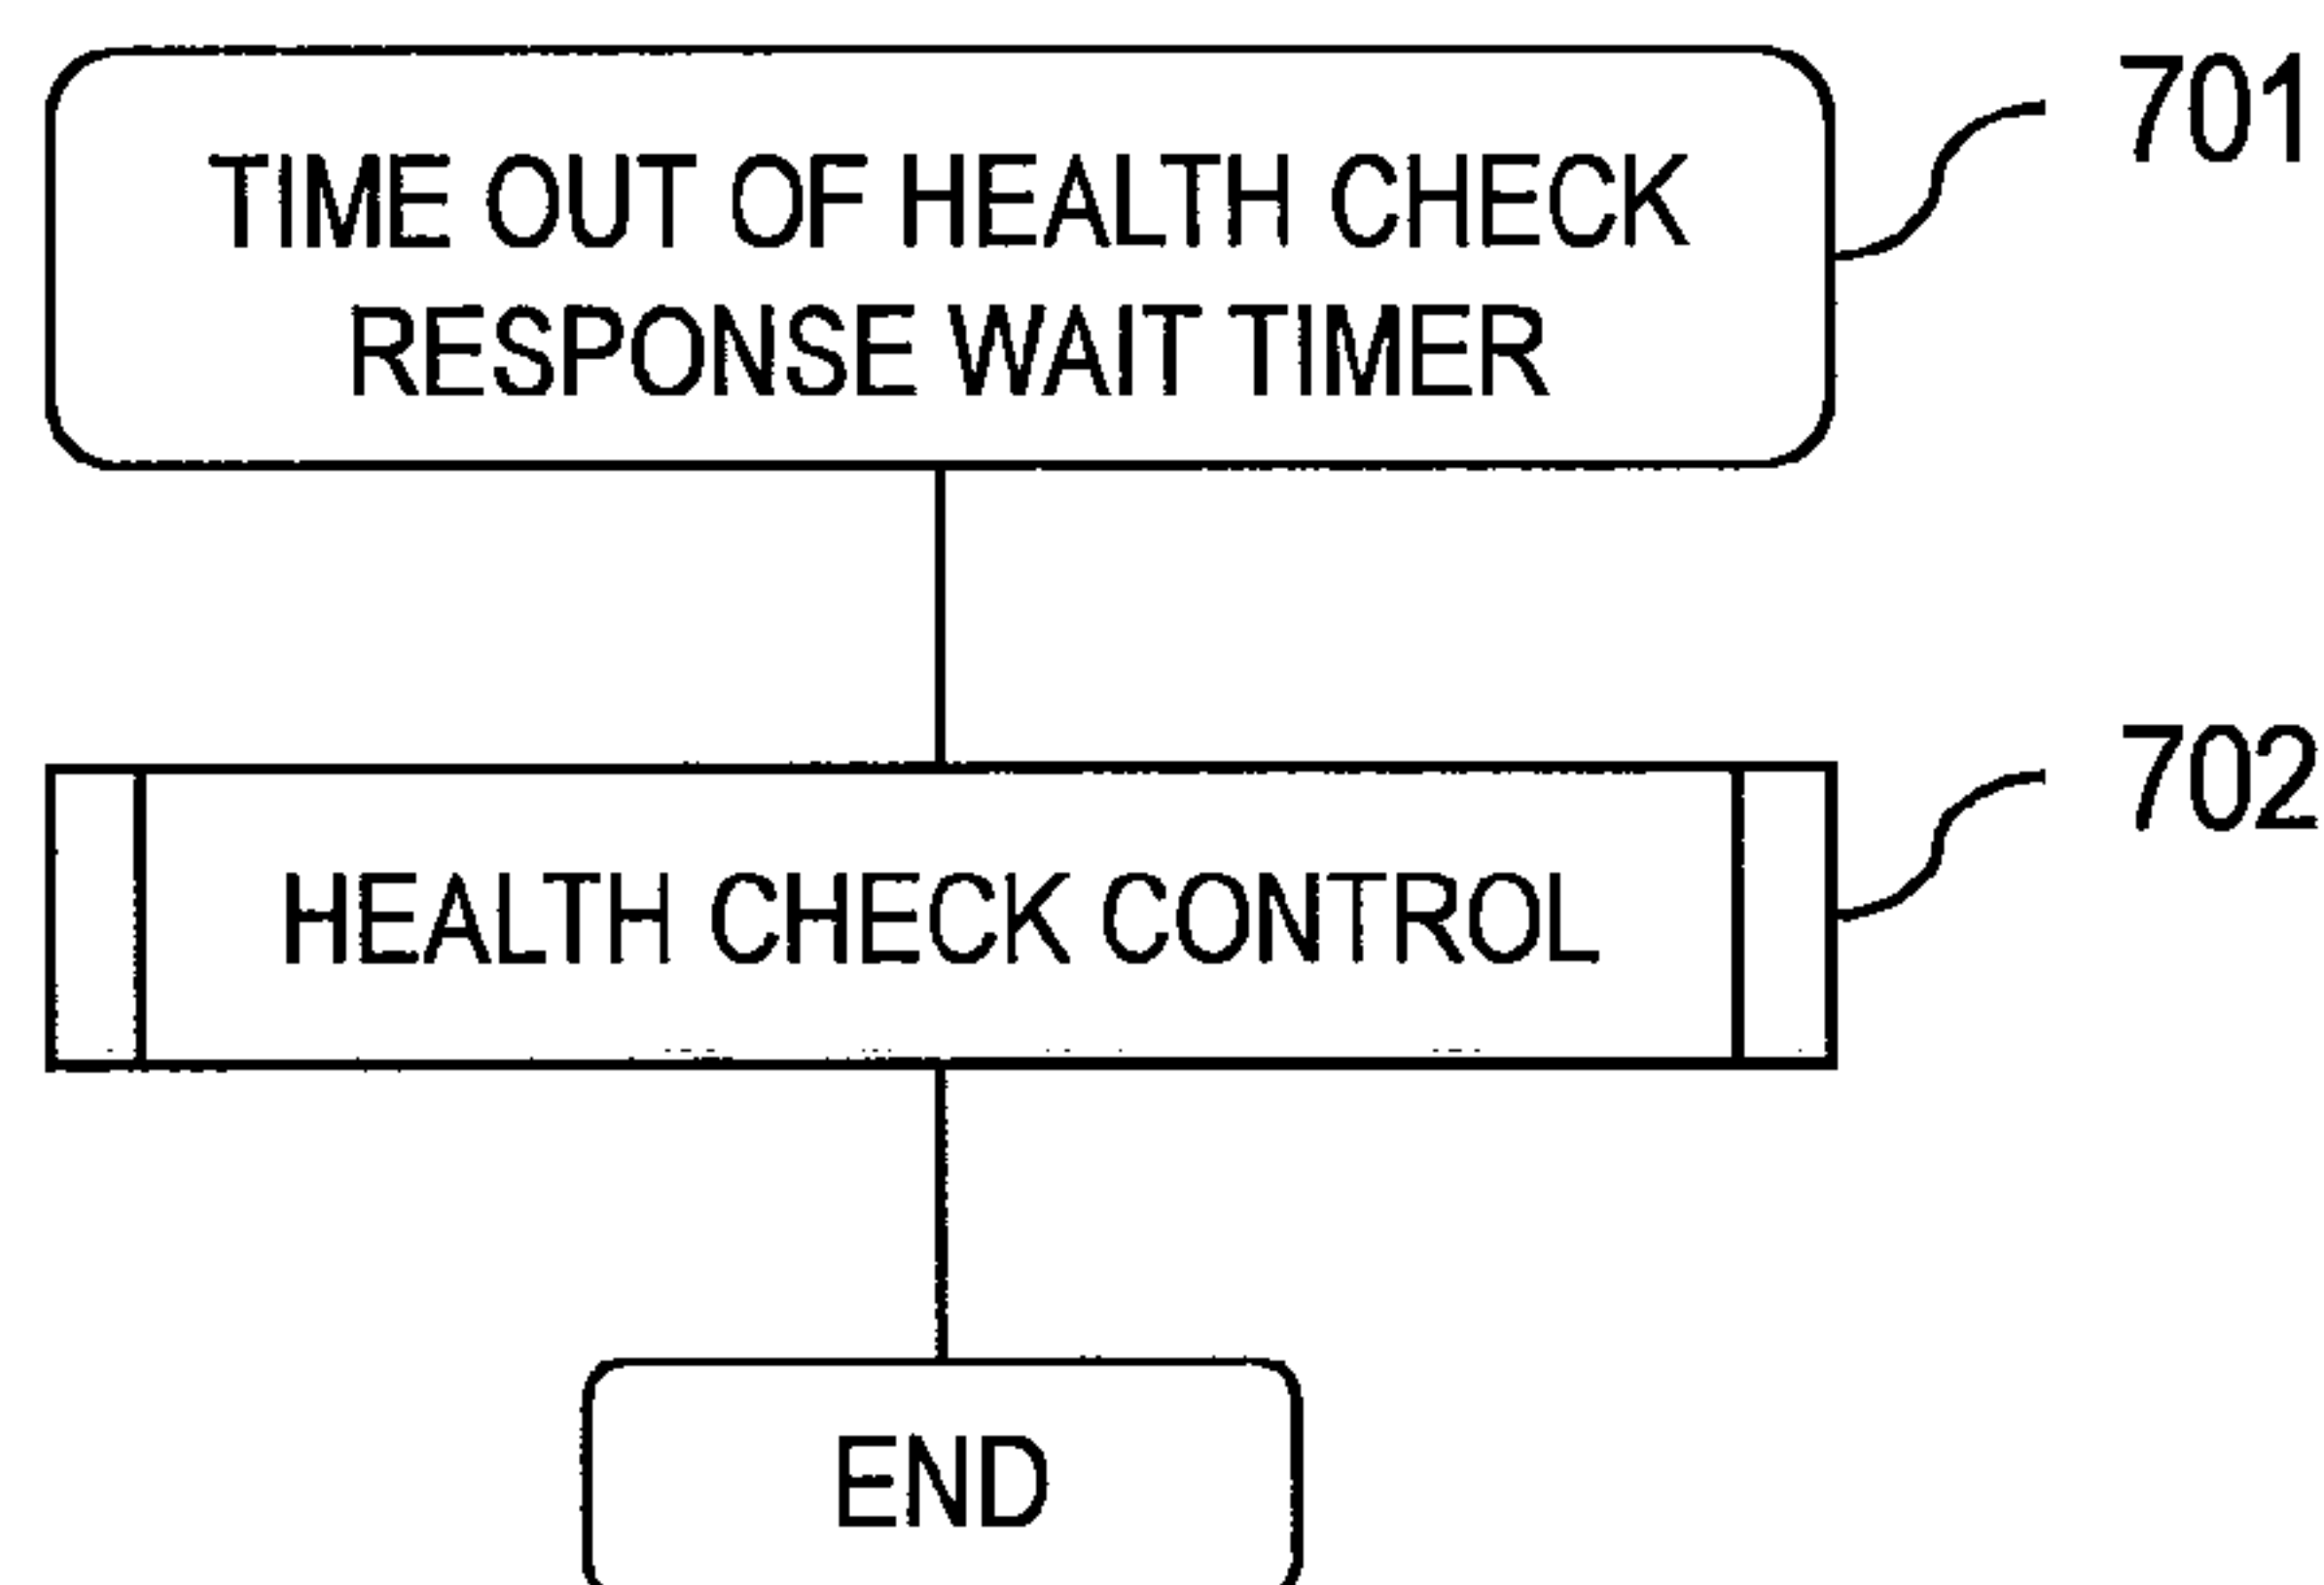 TIME OUT OF HEALTH CHECK
RESPONSE WAIT TIMER
701
HEALTH CHECK CONTROL
702
END